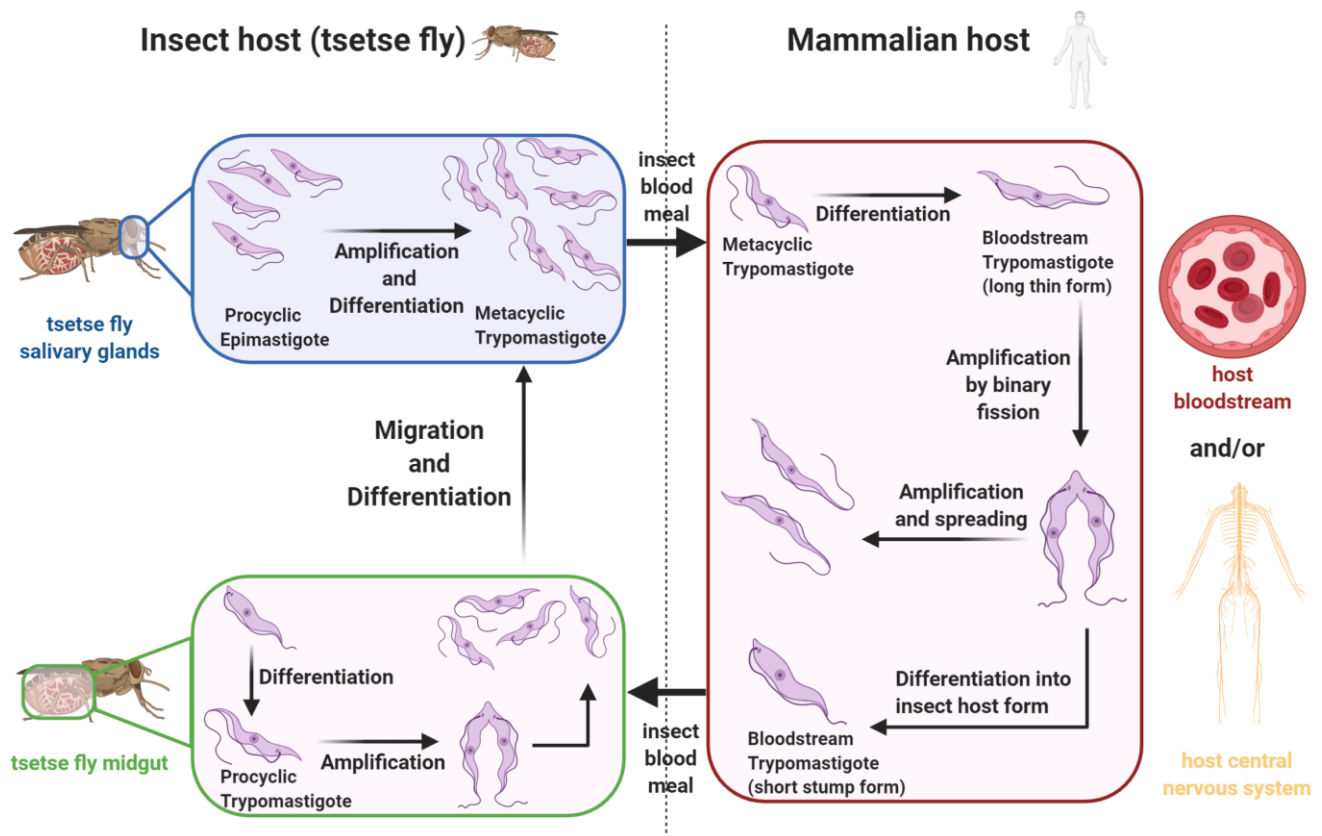 Insect host (tsetse fly)
Mammalian host
Procyclic
Epimastigote
Amplification
and
Differentiation
Metacyclic
Trypomastigote
tsetse fly
salivary glands
insect
blood
meal
Metacyclic
Trypomastigote
Differentiation
Bloodstream
Trypomastigote
(long thin form)
Amplification
by binary
fission
host
bloodstream
and/or
host central
nervous system
Amplification
and spreading
Differentiation into
insect host form
Bloodstream
Trypomastigote
(short stump form)
insect
blood
meal
Migration
and
Differentiation
tsetse fly midgut
Differentiation
Procyclic
Trypomastigote
Amplification